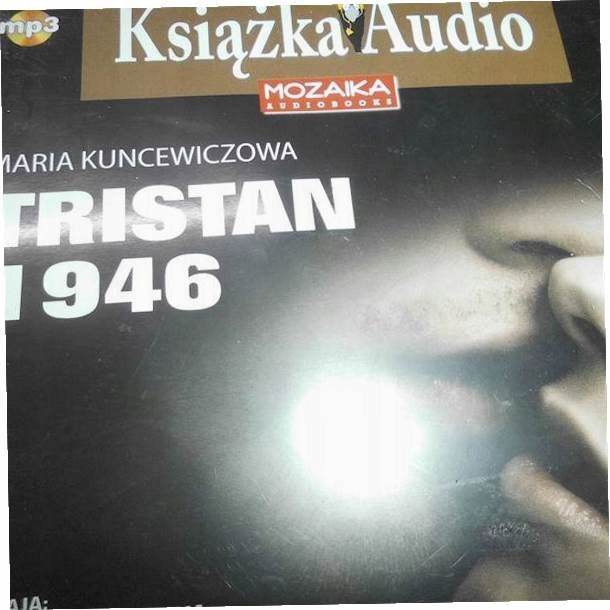 mp3
Książka Audio
MOZAIKA
AUDIOBOOKS
MARIA KUNCEWICZOWA
TRISTAN
1946